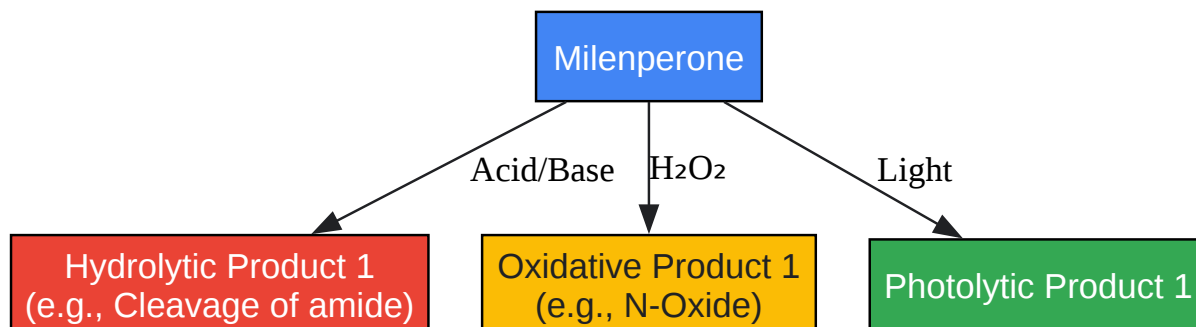 Milenperone
Acid/Base
H₂O₂
Light
Hydrolytic Product 1
(e.g., Cleavage of amide)
Oxidative Product 1
(e.g., N-Oxide)
Photolytic Product 1